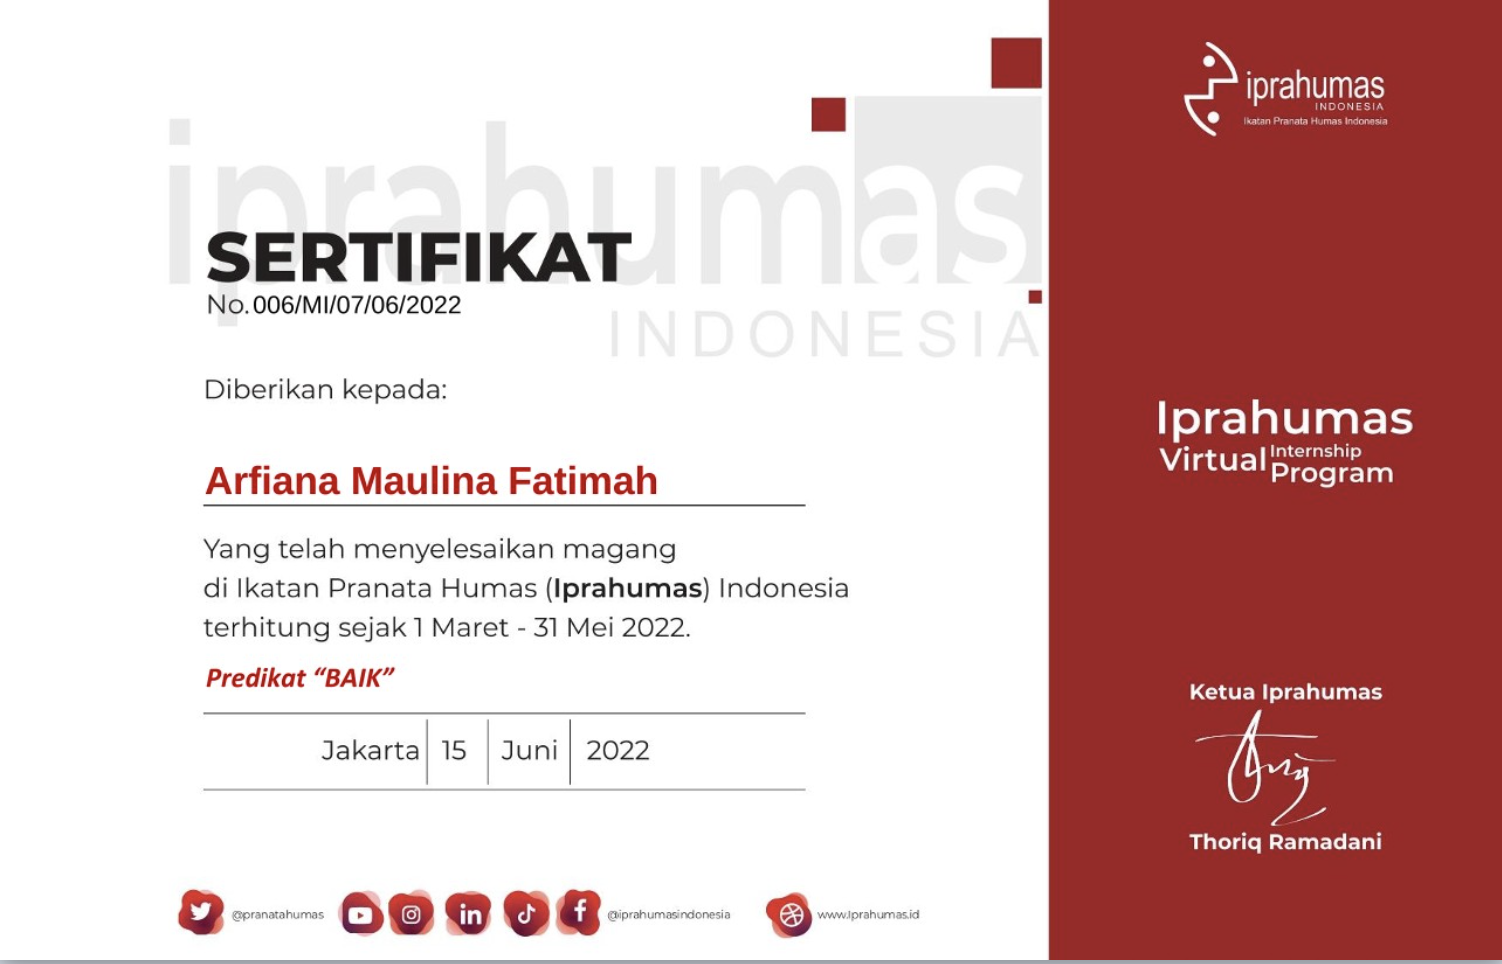 iprahumas
INDONESIA
SERTIFIKAT
No. 006/MI/07/06/2022
Diberikan kepada:
Arfiana Maulina Fatimah
Yang telah menyelesaikan magang
di Ikatan Pranata Humas (Iprahumas) Indonesia
terhitung sejak 1 Maret - 31 Mei 2022.
Predikat “BAIK”
Jakarta 15 Juni 2022
@pranatahumas @iprahumasindonesia www.Iprahumas.id
iprahumas
INDONESIA
Ikatan Pranata Humas Indonesia
Iprahumas
Virtual Internship
Program
Ketua Iprahumas
Thoriq Ramadani